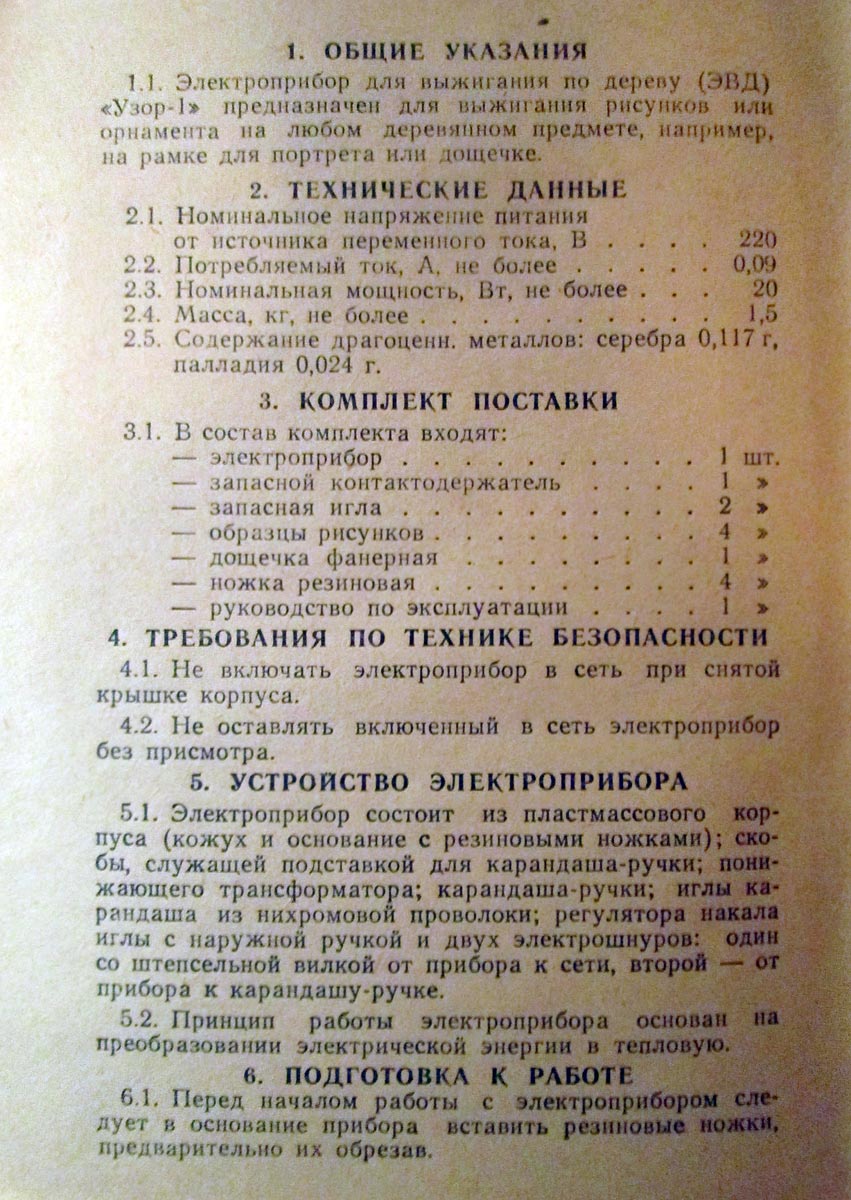 1. ОБЩИЕ УКАЗАНИЯ
1.1. Электроприбор для выжигания по дереву (ЭВД)
«Узор-1» предназначен для выжигания рисунков или
орнамента на любом деревянном предмете, например,
на рамке для портрета или дощечке.
2. ТЕХНИЧЕСКИЕ ДАННЫЕ
2.1. Номинальное напряжение питания
от источника переменного тока, В . . . . 220
2.2. Потребляемый ток, А, не более . . . . . 0,09
2.3. Номинальная мощность, Вт, не более . . . 20
2.4. Масса, кг, не более . . . . . . . . . . 1,5
2.5. Содержание драгоценн. металлов: серебра 0,117 г,
палладия 0,024 г.
3. КОМПЛЕКТ ПОСТАВКИ
3.1. В состав комплекта входят:
— электроприбор . . . . . . . . . . 1 шт.
— запасной контактодержатель . . . . 1 »
— запасная игла . . . . . . . . . . 2 »
— образцы рисунков . . . . . . . . . 4 »
— дощечка фанерная . . . . . . . . 1 »
— ножка резиновая . . . . . . . . . 4 »
— руководство по эксплуатации . . . . 1 »
4. ТРЕБОВАНИЯ ПО ТЕХНИКЕ БЕЗОПАСНОСТИ
4.1. Не включать электроприбор в сеть при снятой
крышке корпуса.
4.2. Не оставлять включенный в сеть электроприбор
без присмотра.
5. УСТРОЙСТВО ЭЛЕКТРОПРИБОРА
5.1. Электроприбор состоит из пластмассового кор-
пуса (кожух и основание с резиновыми ножками); ско-
бы, служащей подставкой для карандаша-ручки; пони-
жающего трансформатора; карандаша-ручки; иглы ка-
рандаша из нихромовой проволоки; регулятора накала
иглы с наружной ручкой и двух электрошнуров: один
со штепсельной вилкой от прибора к сети, второй — от
прибора к карандашу-ручке.
5.2. Принцип работы электроприбора основан на
преобразовании электрической энергии в тепловую.
6. ПОДГОТОВКА К РАБОТЕ
6.1. Перед началом работы с электроприбором сле-
дует в основание прибора вставить резиновые ножки,
предварительно их обрезав.